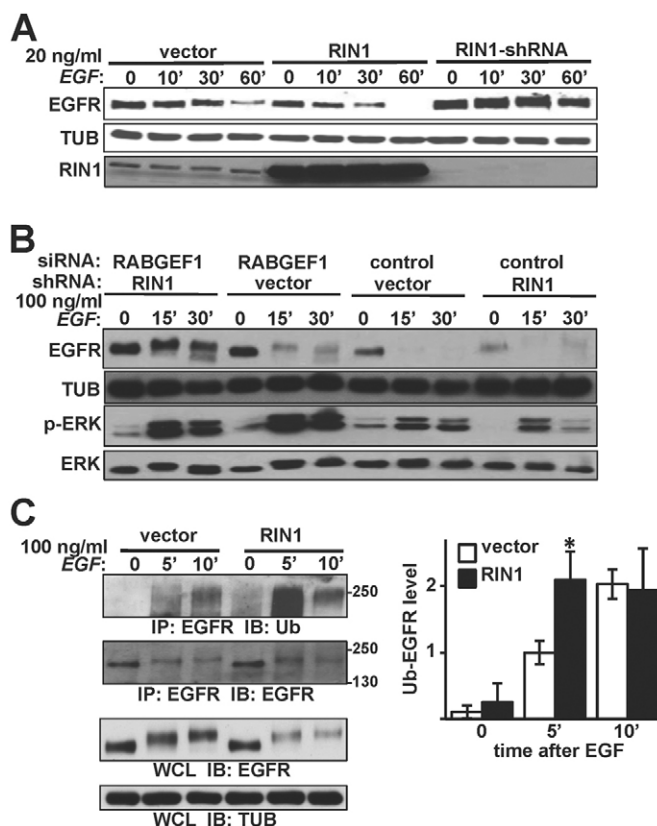 A
20 ng/ml vector RIN1 RIN1-shRNA
EGF: 0 10' 30' 60' 0 10' 30' 60' 0 10' 30' 60'
EGFR
TUB
RIN1
B
siRNA: RABGEF1 RABGEF1 control control
shRNA: RIN1 vector vector RIN1
100 ng/ml
EGF: 0 15' 30' 0 15' 30' 0 15' 30' 0 15' 30'
EGFR
TUB
p-ERK
ERK
C
100 ng/ml vector RIN1
EGF: 0 5' 10' 0 5' 10'
-250
IP: EGFR IB: Ub
250
-130
IP: EGFR IB: EGFR
WCL IB: EGFR
WCL IB: TUB
vector
RIN1
*
Ub-EGFR level
2
1
0 5' 10'
time after EGF